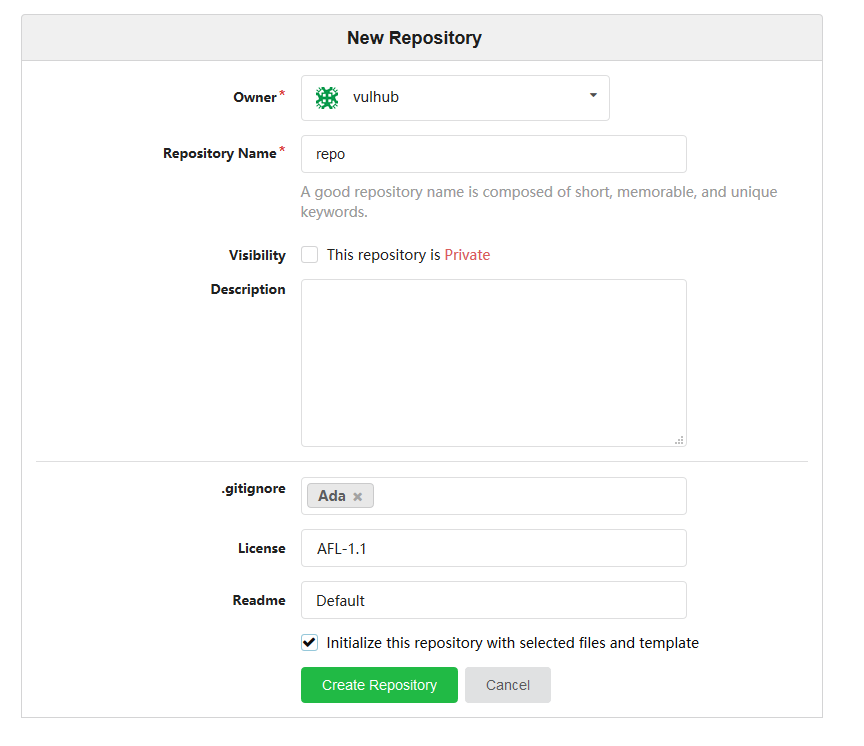 New Repository
Owner*
vulhub
Repository Name*
repo
A good repository name is composed of short, memorable, and unique
keywords.
Visibility
This repository is Private
Description
.gitignore
Ada ×
License
AFL-1.1
Readme
Default
Initialize this repository with selected files and template
Create Repository
Cancel